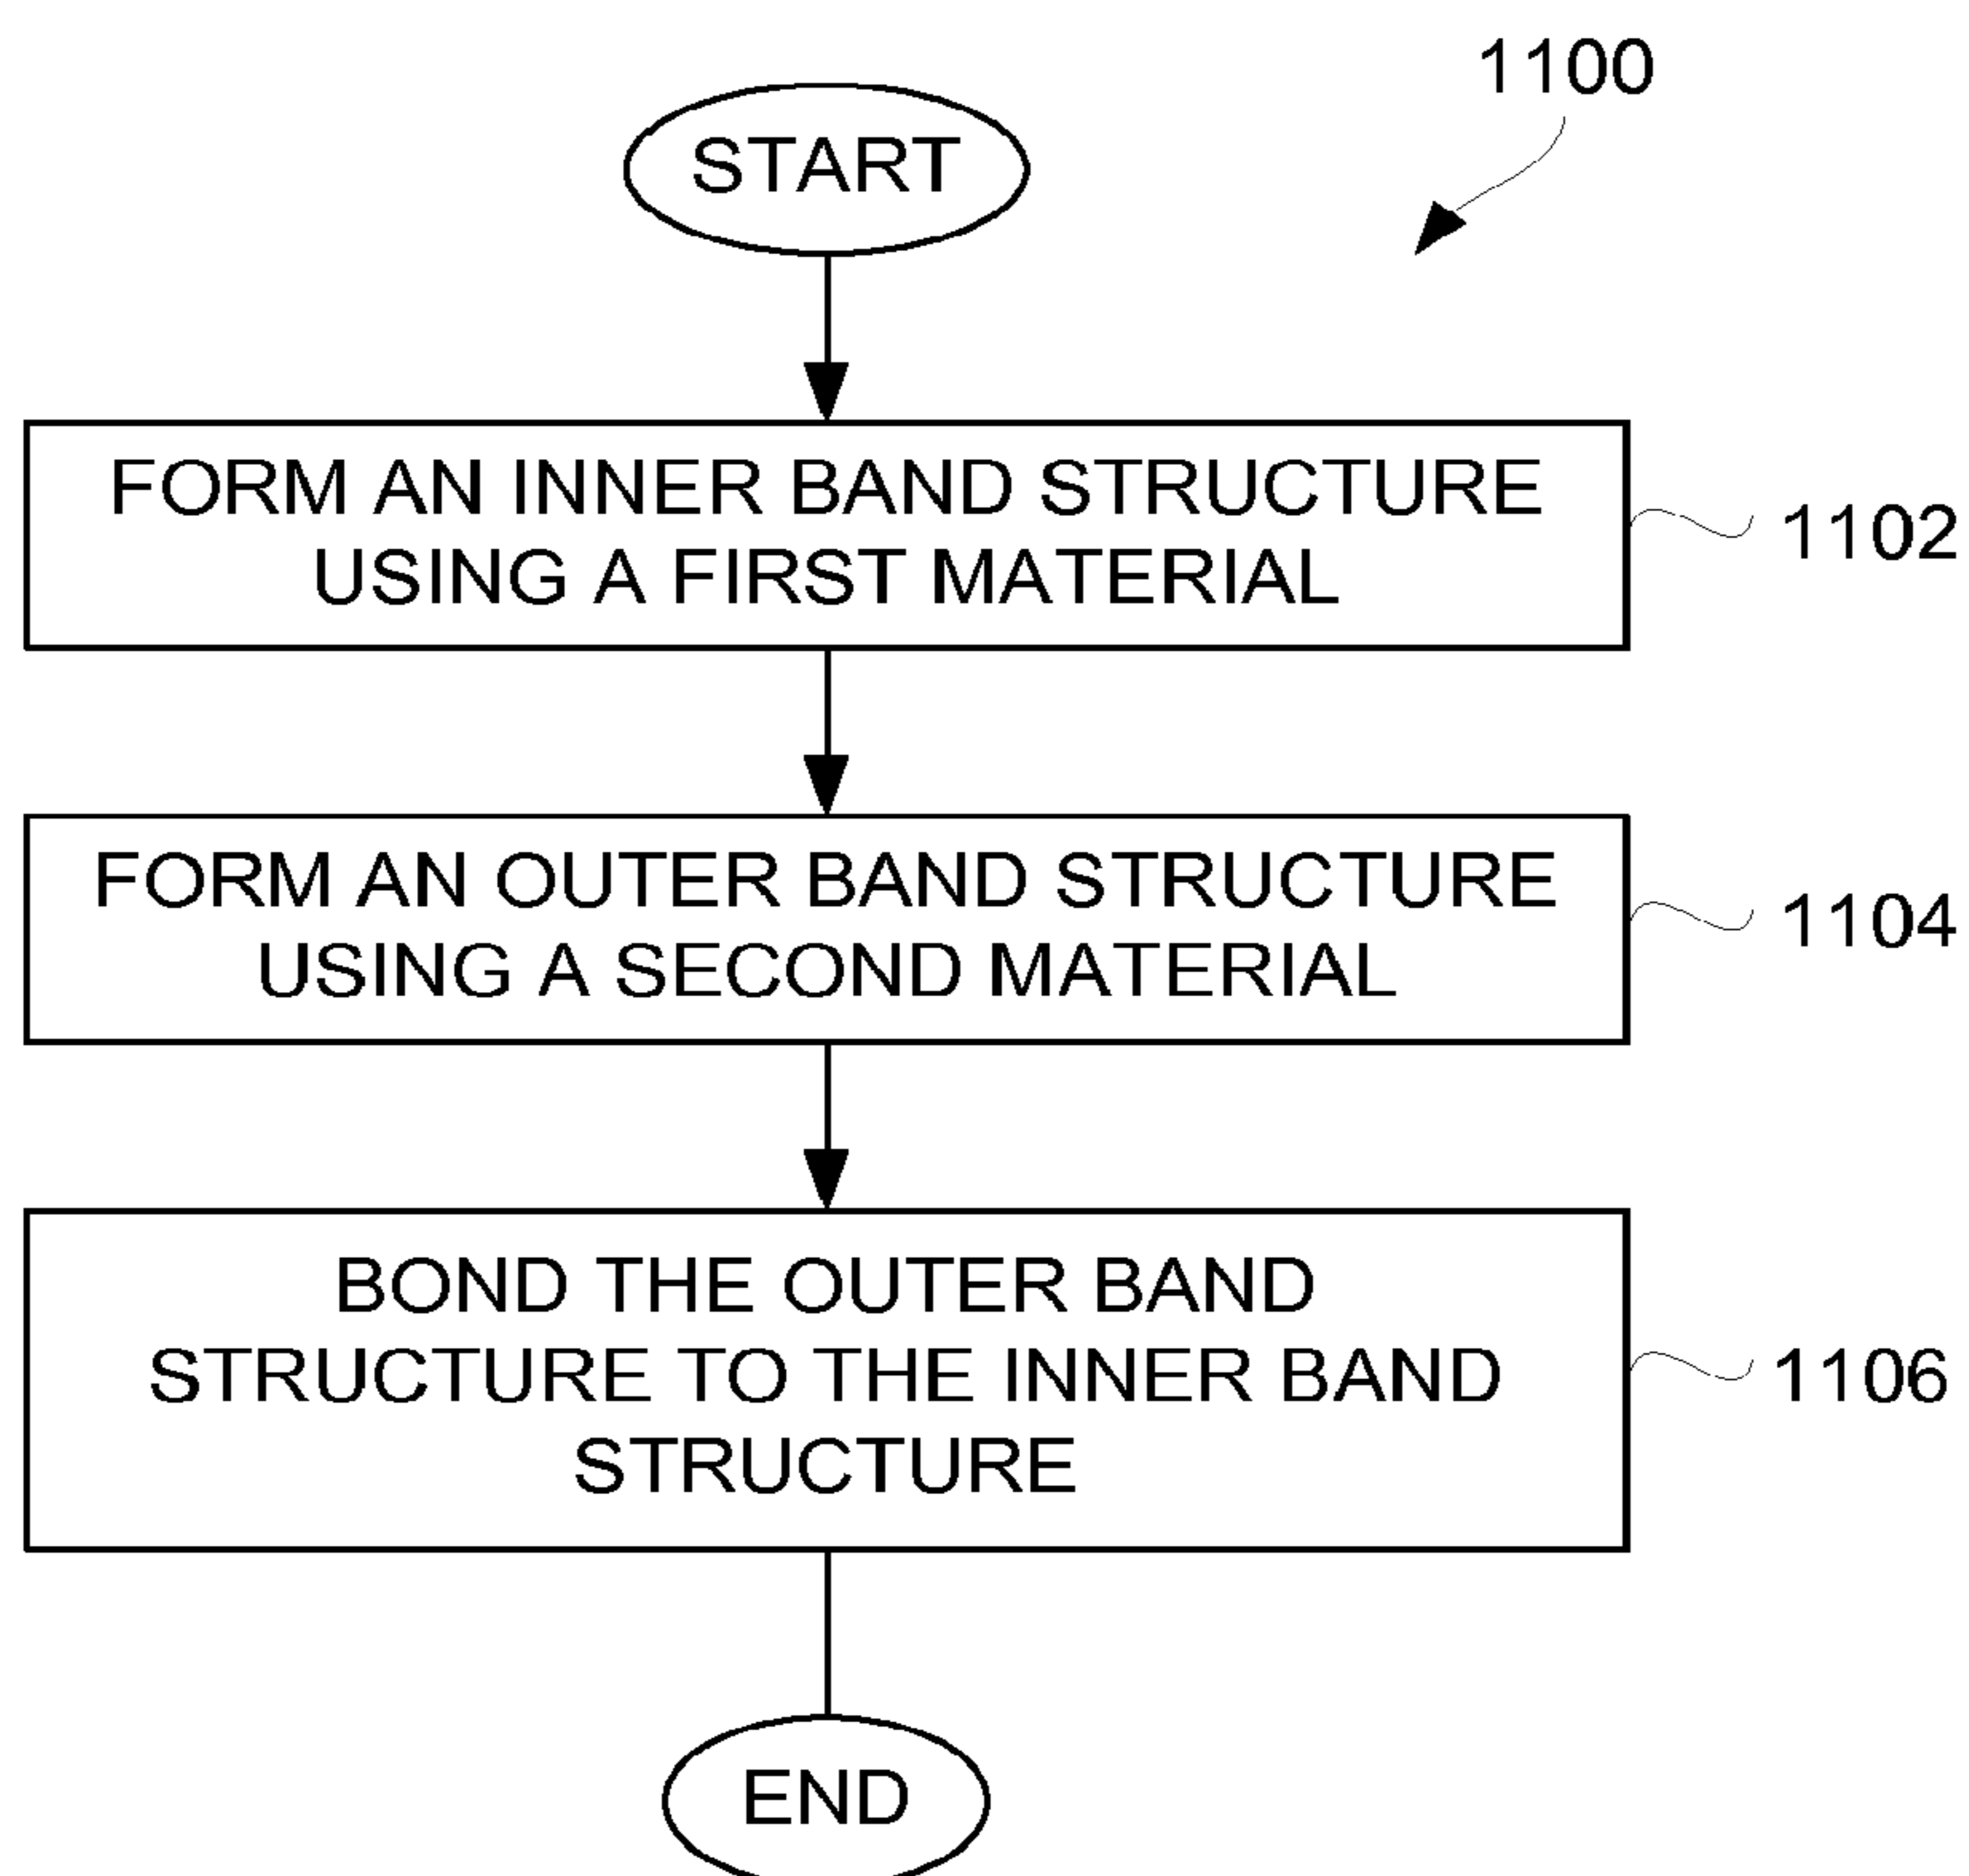 1100
START
FORM AN INNER BAND STRUCTURE
USING A FIRST MATERIAL
1102
FORM AN OUTER BAND STRUCTURE
USING A SECOND MATERIAL
1104
BOND THE OUTER BAND
STRUCTURE TO THE INNER BAND
STRUCTURE
1106
END